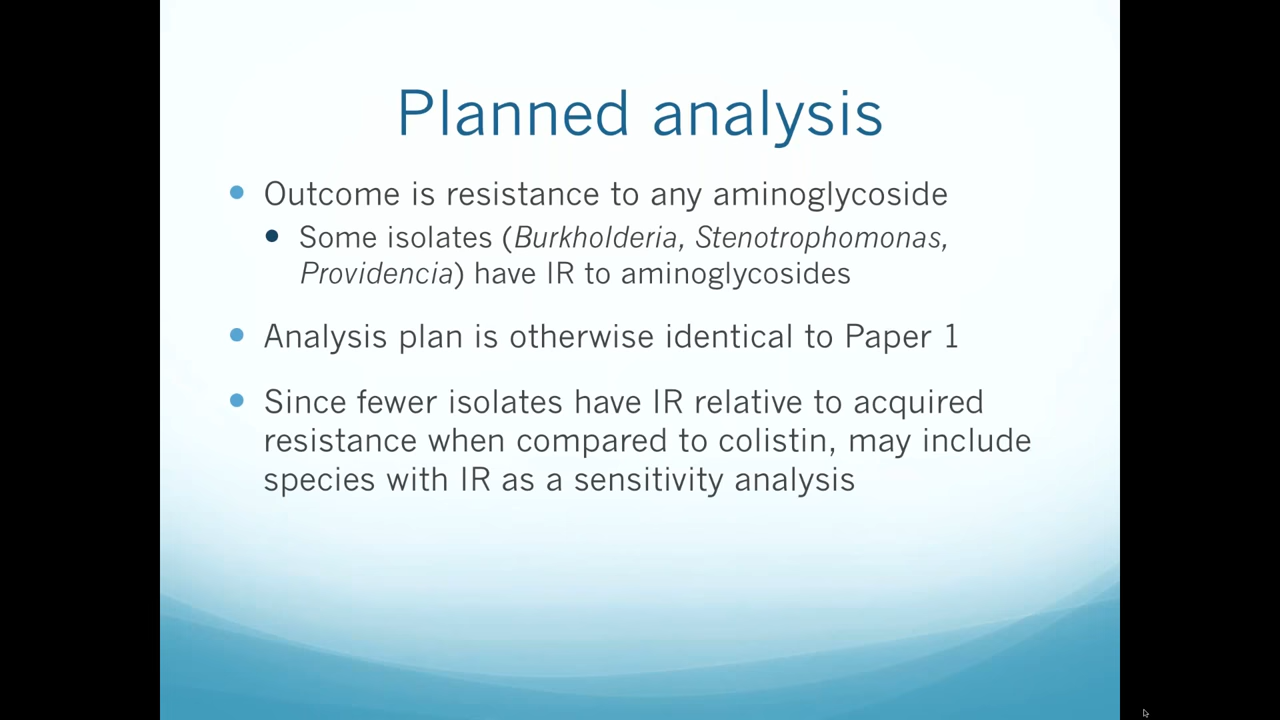 Planned analysis
Outcome is resistance to any aminoglycoside
Some isolates (Burkholderia, Stenotrophomonas,
Providencia) have IR to aminoglycosides
Analysis plan is otherwise identical to Paper 1
Since fewer isolates have IR relative to acquired
resistance when compared to colistin, may include
species with IR as a sensitivity analysis